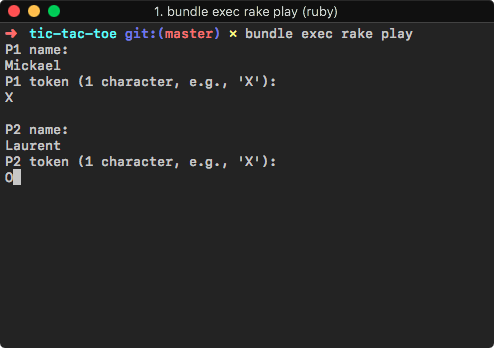 1. bundle exec rake play (ruby)
➜ tic-tac-toe git:(master) × bundle exec rake play
P1 name:
Mickael
P1 token (1 character, e.g., 'X'):
X
P2 name:
Laurent
P2 token (1 character, e.g., 'X'):
O